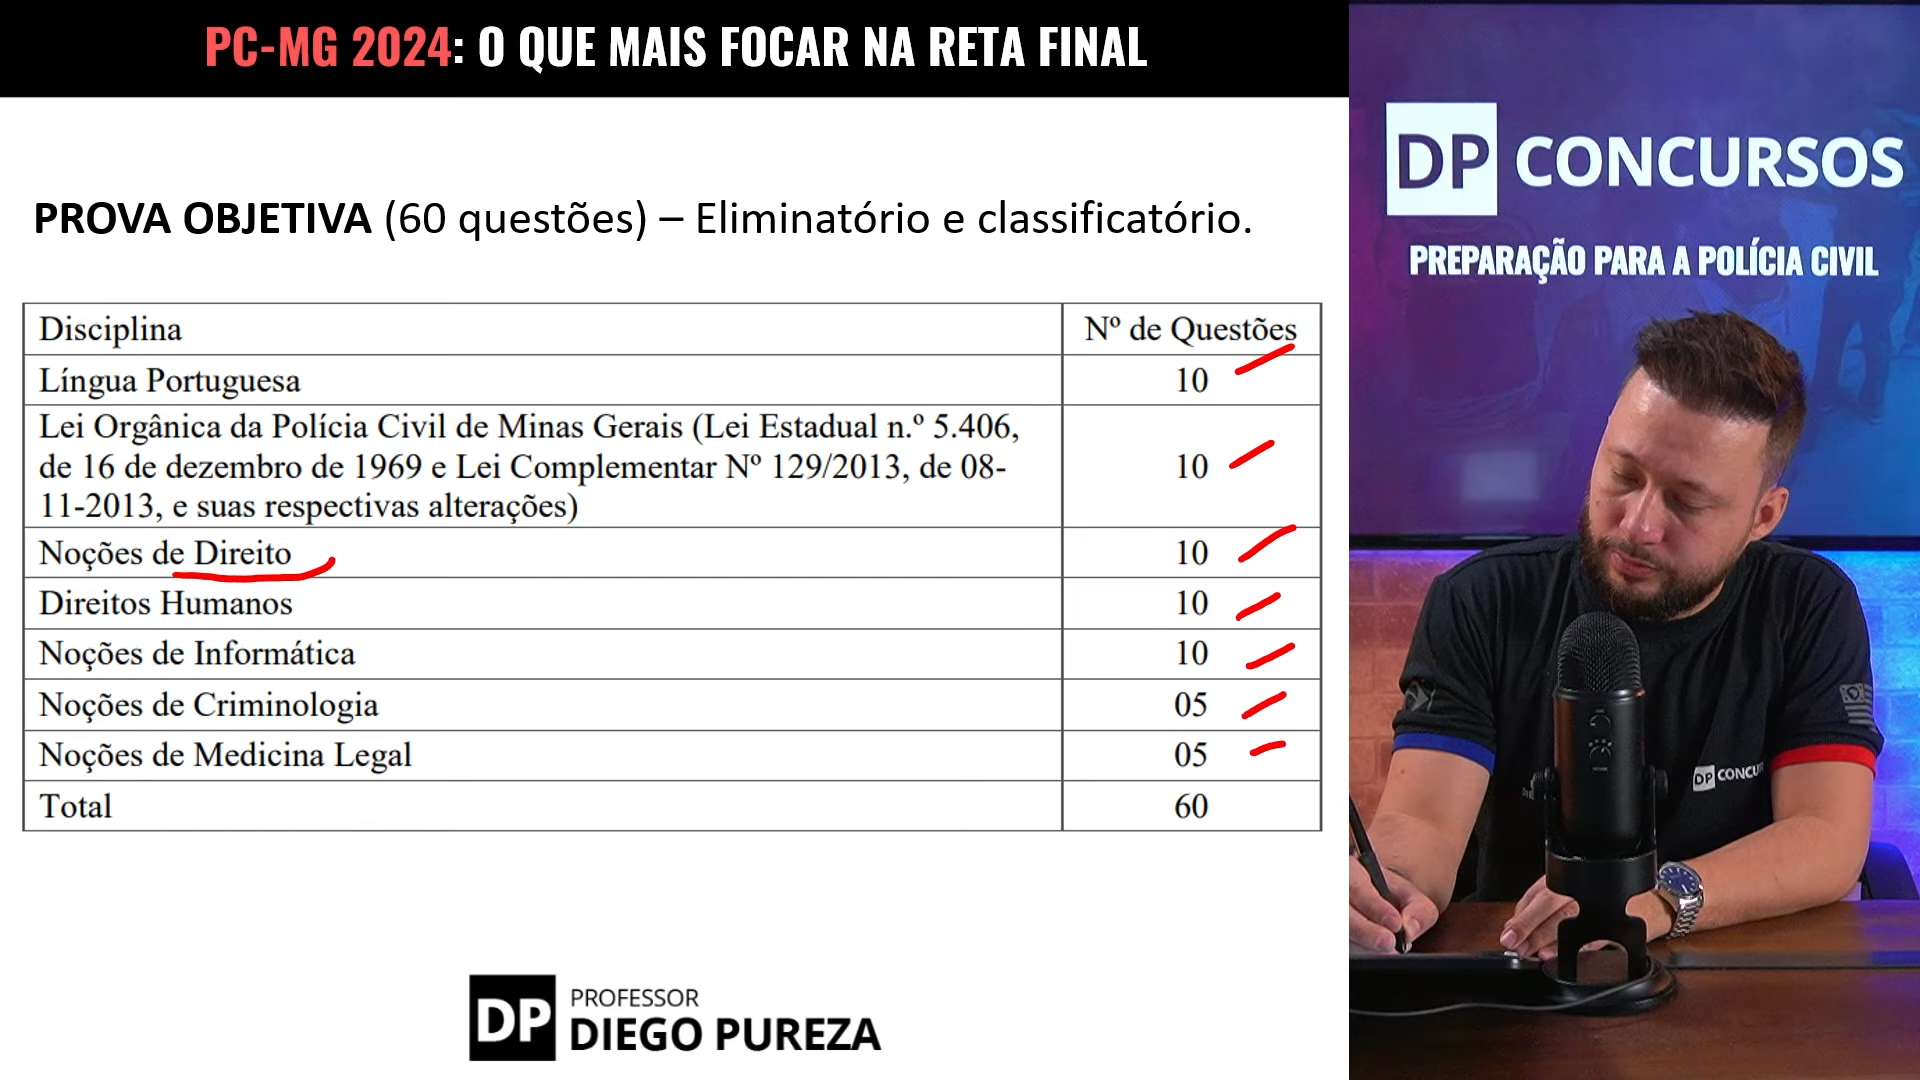 PC-MG 2024: O QUE MAIS FOCAR NA RETA FINAL
PROVA OBJETIVA (60 questões) – Eliminatório e classificatório.
Disciplina Nº de Questões
Língua Portuguesa 10
Lei Orgânica da Polícia Civil de Minas Gerais (Lei Estadual n.º 5.406,
de 16 de dezembro de 1969 e Lei Complementar Nº 129/2013, de 08-
11-2013, e suas respectivas alterações) 10
Noções de Direito 10
Direitos Humanos 10
Noções de Informática 10
Noções de Criminologia 05
Noções de Medicina Legal 05
Total 60
DP PROFESSOR
DIEGO PUREZA
DP CONCURSOS
PREPARAÇÃO PARA A POLÍCIA CIVIL
DP CONCU